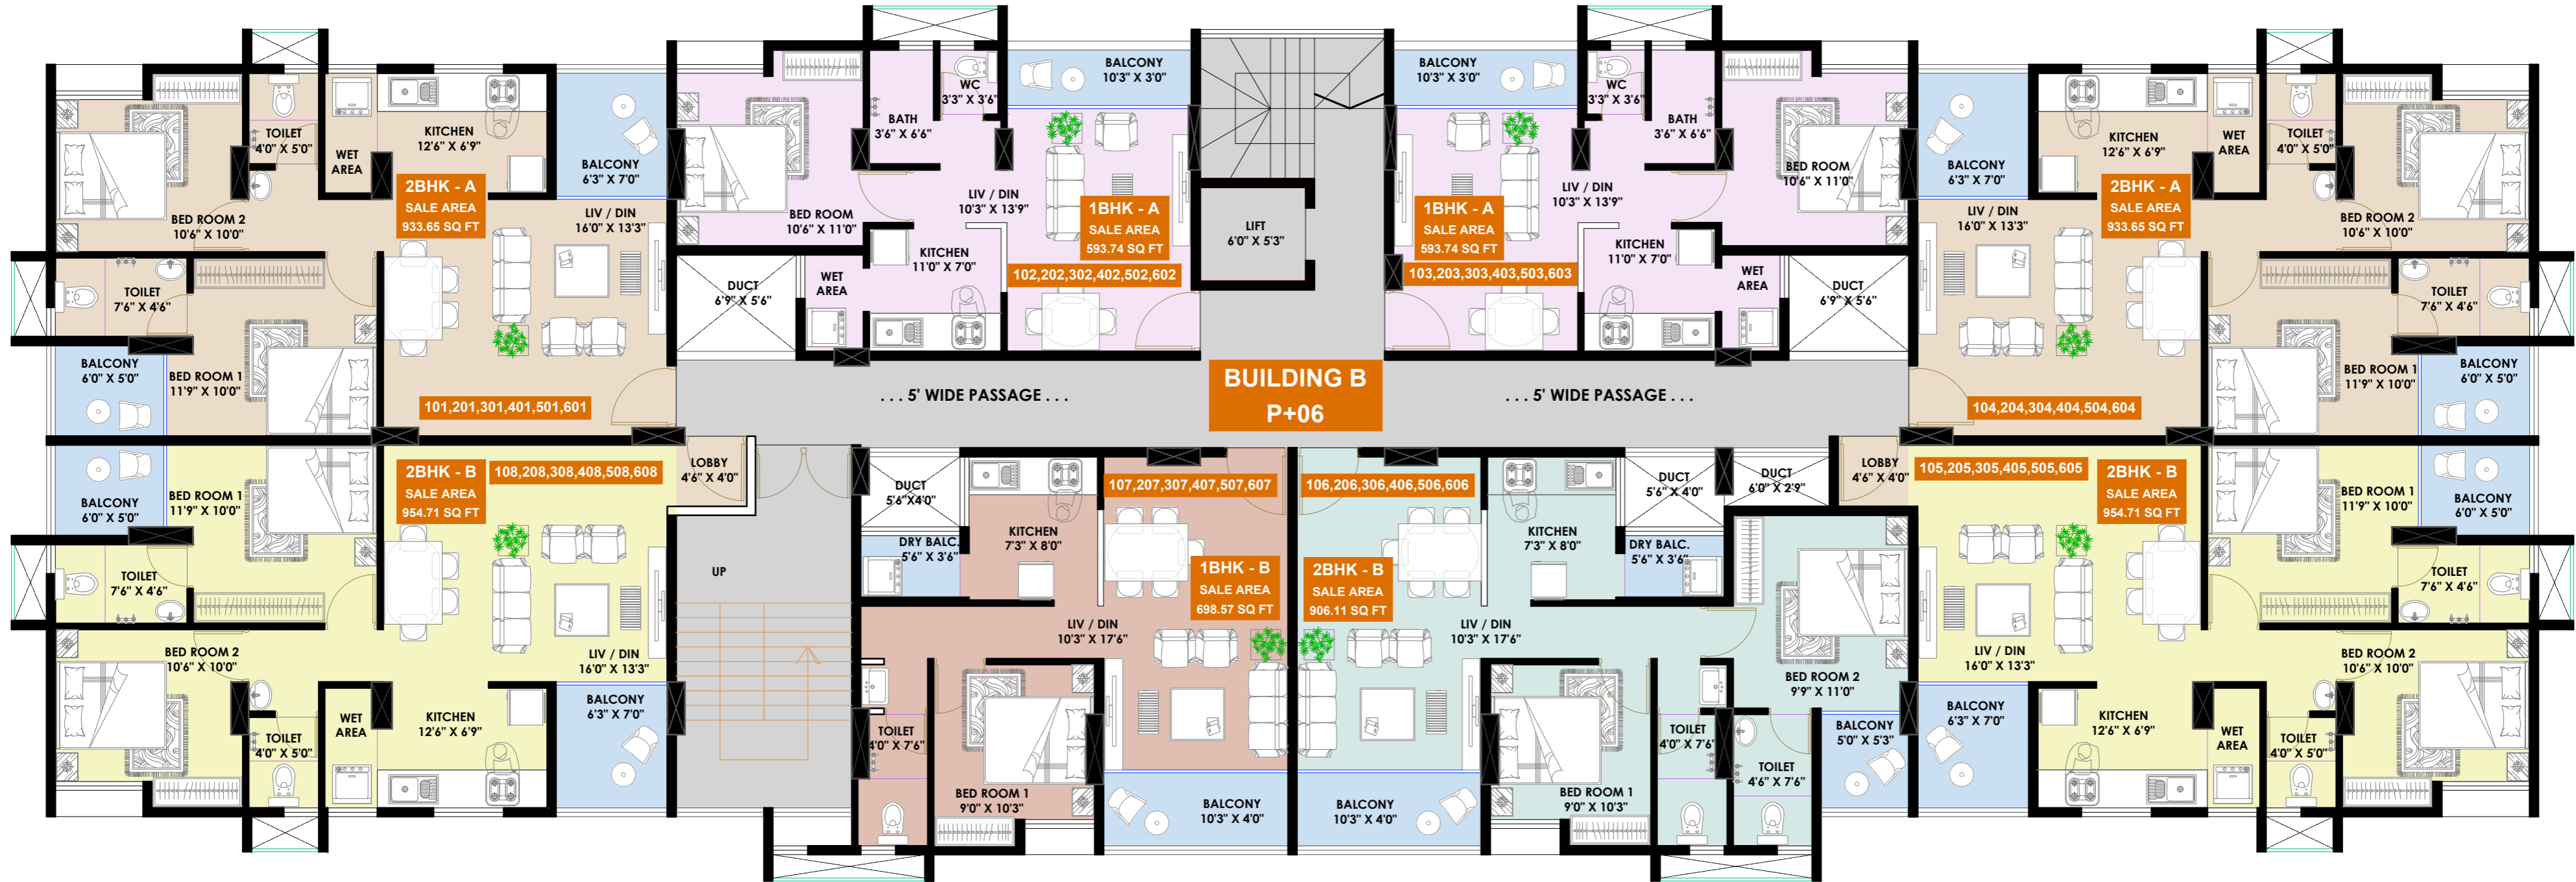 BALCONY
10'3" X 3'0"
WC
3'3" X 3'6"
BATH
3'6" X 6'6"
BALCONY
10'3" X 3'0"
WC
3'3" X 3'6"
BATH
3'6" X 6'6"
TOILET
4'0" X 5'0"
WET
AREA
KITCHEN
12'6" X 6'9"
BALCONY
6'3" X 7'0"
2BHK - A
SALE AREA
933.65 SQ FT
BED ROOM 2
10'6" X 10'0"
LIV / DIN
16'0" X 13'3"
BED ROOM
10'6" X 11'0"
LIV / DIN
10'3" X 13'9"
1BHK - A
SALE AREA
593.74 SQ FT
102,202,302,402,502,602
KITCHEN
11'0" X 7'0"
WET
AREA
DUCT
6'9" X 5'6"
LIFT
6'0" X 5'3"
LIV / DIN
10'3" X 13'9"
1BHK - A
SALE AREA
593.74 SQ FT
103,203,303,403,503,603
KITCHEN
11'0" X 7'0"
BED ROOM
10'6" X 11'0"
WET
AREA
DUCT
6'9" X 5'6"
BALCONY
6'3" X 7'0"
KITCHEN
12'6" X 6'9"
WET
AREA
TOILET
4'0" X 5'0"
LIV / DIN
16'0" X 13'3"
2BHK - A
SALE AREA
933.65 SQ FT
BED ROOM 2
10'6" X 10'0"
TOILET
7'6" X 4'6"
BALCONY
6'0" X 5'0"
BED ROOM 1
11'9" X 10'0"
101,201,301,401,501,601
. . . 5' WIDE PASSAGE . . .
BUILDING B
P+06
. . . 5' WIDE PASSAGE . . .
104,204,304,404,504,604
TOILET
7'6" X 4'6"
BED ROOM 1
11'9" X 10'0"
BALCONY
6'0" X 5'0"
BALCONY
6'0" X 5'0"
BED ROOM 1
11'9" X 10'0"
2BHK - B
SALE AREA
954.71 SQ FT
108,208,308,408,508,608
LOBBY
4'6" X 4'0"
DUCT
5'6"X4'0"
107,207,307,407,507,607
106,206,306,406,506,606
DUCT
5'6" X 4'0"
DUCT
6'0" X 2'9"
LOBBY
4'6" X 4'0"
105,205,305,405,505,605
2BHK - B
SALE AREA
954.71 SQ FT
BED ROOM 1
11'9" X 10'0"
BALCONY
6'0" X 5'0"
TOILET
7'6" X 4'6"
UP
DRY BALC.
5'6" X 3'6"
KITCHEN
7'3" X 8'0"
1BHK - B
SALE AREA
698.57 SQ FT
2BHK - B
SALE AREA
906.11 SQ FT
KITCHEN
7'3" X 8'0"
DRY BALC.
5'6" X 3'6"
TOILET
7'6" X 4'6"
BED ROOM 2
10'6" X 10'0"
LIV / DIN
16'0" X 13'3"
LIV / DIN
10'3" X 17'6"
LIV / DIN
10'3" X 17'6"
BED ROOM 2
9'9" X 11'0"
LIV / DIN
16'0" X 13'3"
BED ROOM 2
10'6" X 10'0"
TOILET
4'0" X 5'0"
WET
AREA
KITCHEN
12'6" X 6'9"
BALCONY
6'3" X 7'0"
TOILET
4'0" X 7'6"
BED ROOM 1
9'0" X 10'3"
BALCONY
10'3" X 4'0"
BALCONY
10'3" X 4'0"
BED ROOM 1
9'0" X 10'3"
TOILET
4'0" X 7'6"
TOILET
4'6" X 7'6"
BALCONY
5'0" X 5'3"
BALCONY
6'3" X 7'0"
KITCHEN
12'6" X 6'9"
WET
AREA
TOILET
4'0" X 5'0"